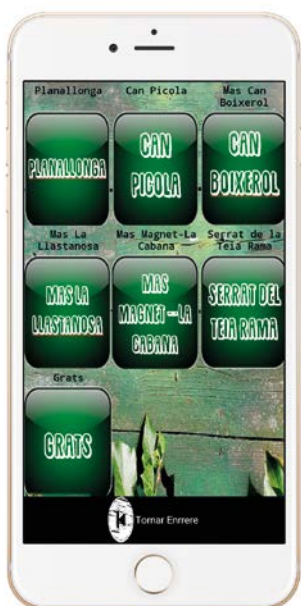 Planallonga
Can Picola
Mas Can
Boixerol
PLANALLONGA
CAN
PICOLA
CAN
BOIXEROL
Mas La
Llastanosa
Mas Magnet-La
Cabana
Serrat de la
Teia Rama
MAS LA
LLASTANOSA
MAS
MAGNET--LA
CABANA
SERRAT DEL
TEIA RAMA
Grats
GRATS
Tornar Enrrere